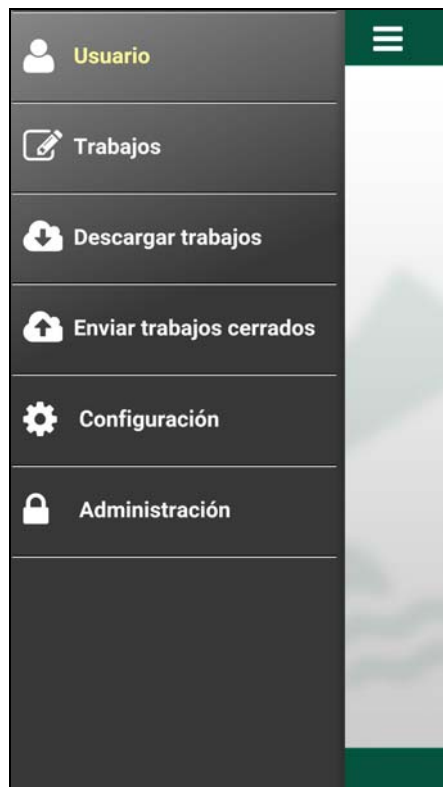 Usuario
Trabajos
Descargar trabajos
Enviar trabajos cerrados
Configuración
Administración